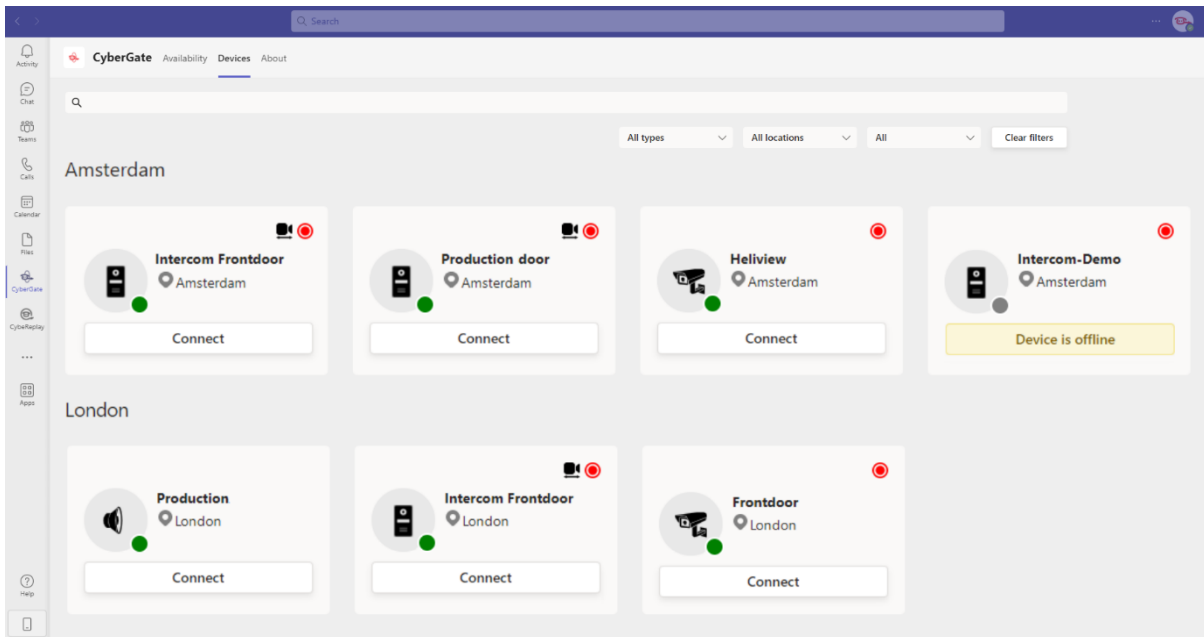 Search
...
Activity
Chat
Teams
Calls
Calendar
Files
CyberGate
CybeReplay
...
Apps
Help
CyberGate Availability Devices About
All types All locations All Clear filters
Amsterdam
Intercom Frontdoor
Amsterdam
Connect
Production door
Amsterdam
Connect
Heliview
Amsterdam
Connect
Intercom-Demo
Amsterdam
Device is offline
London
Production
London
Connect
Intercom Frontdoor
London
Connect
Frontdoor
London
Connect